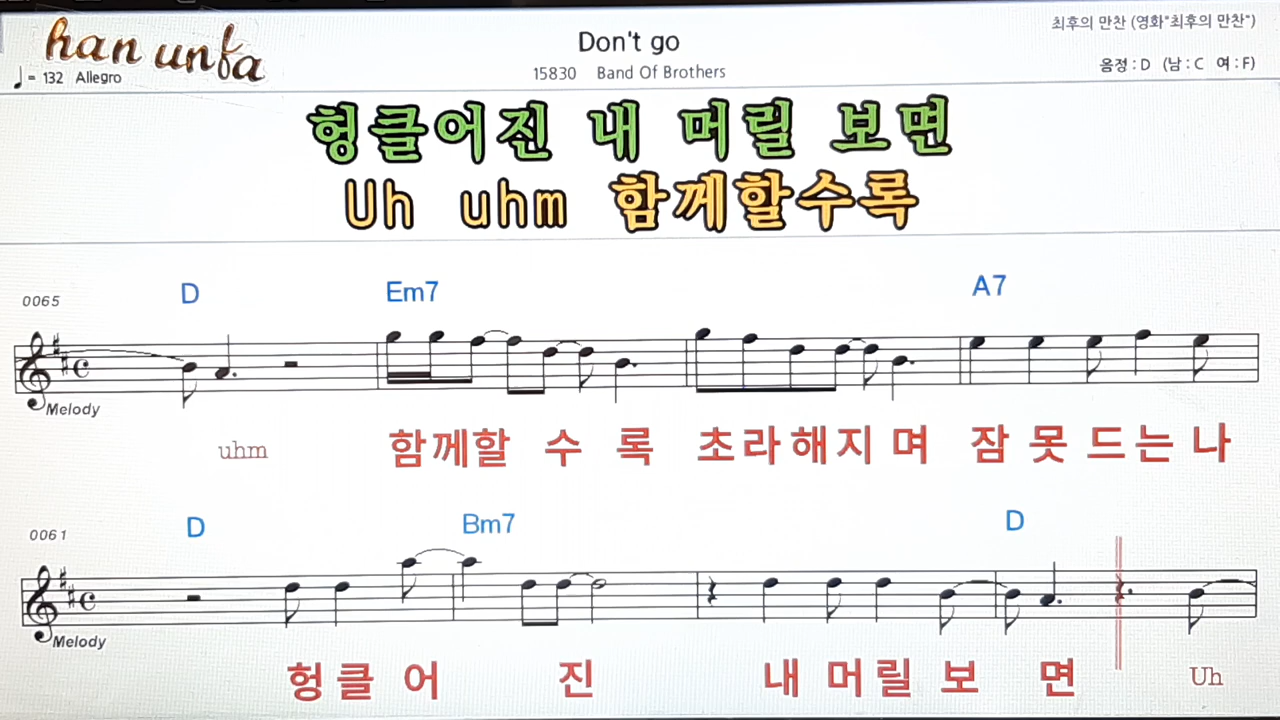 han unfa
♩= 132 Allegro
Don't go
15830 Band Of Brothers
최후의 만찬 (영화"최후의 만찬")
음정 : D (남 : C 여 : F)
헝클어진 내 머릴 보면
Uh uhm 함께할수록
0065 D Em7 A7
Melody
uhm 함께할 수 록 초라해지 며 잠 못 드는 나
0061 D Bm7 D
Melody
헝클 어 진 내 머릴 보 면 Uh